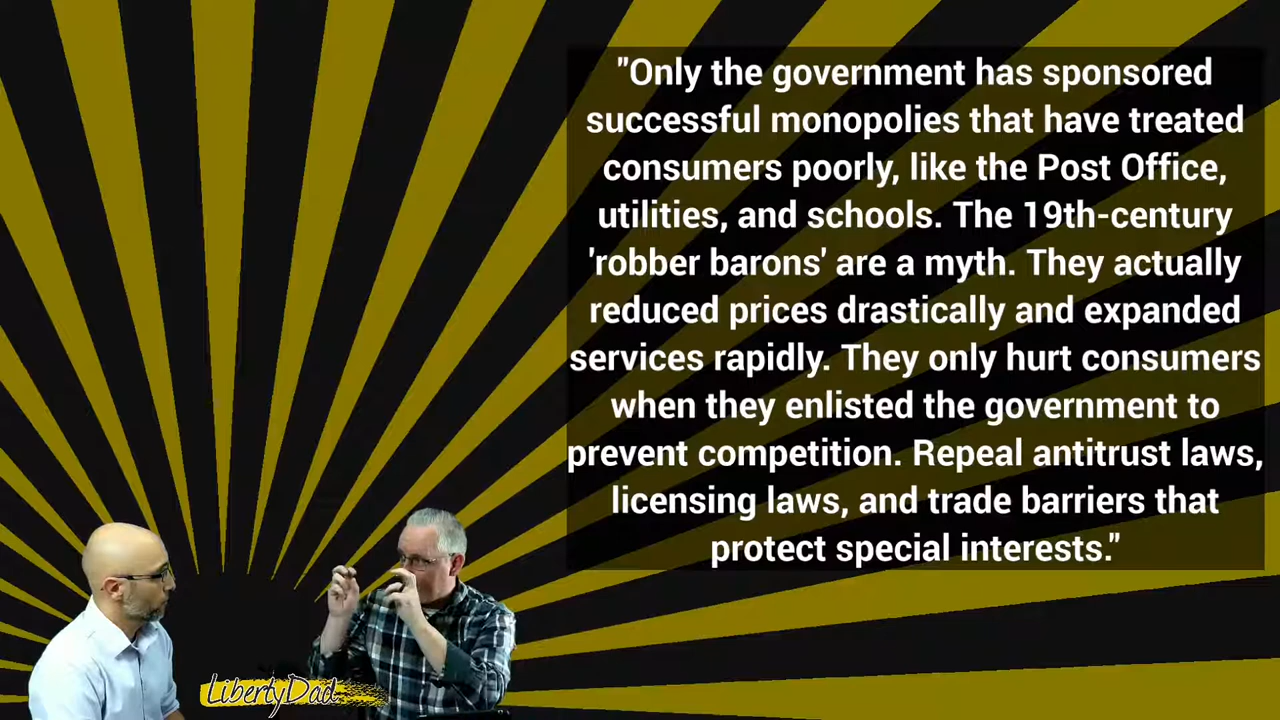 "Only the government has sponsored
successful monopolies that have treated
consumers poorly, like the Post Office,
utilities, and schools. The 19th-century
'robber barons' are a myth. They actually
reduced prices drastically and expanded
services rapidly. They only hurt consumers
when they enlisted the government to
prevent competition. Repeal antitrust laws,
licensing laws, and trade barriers that
protect special interests."
LibertyDad